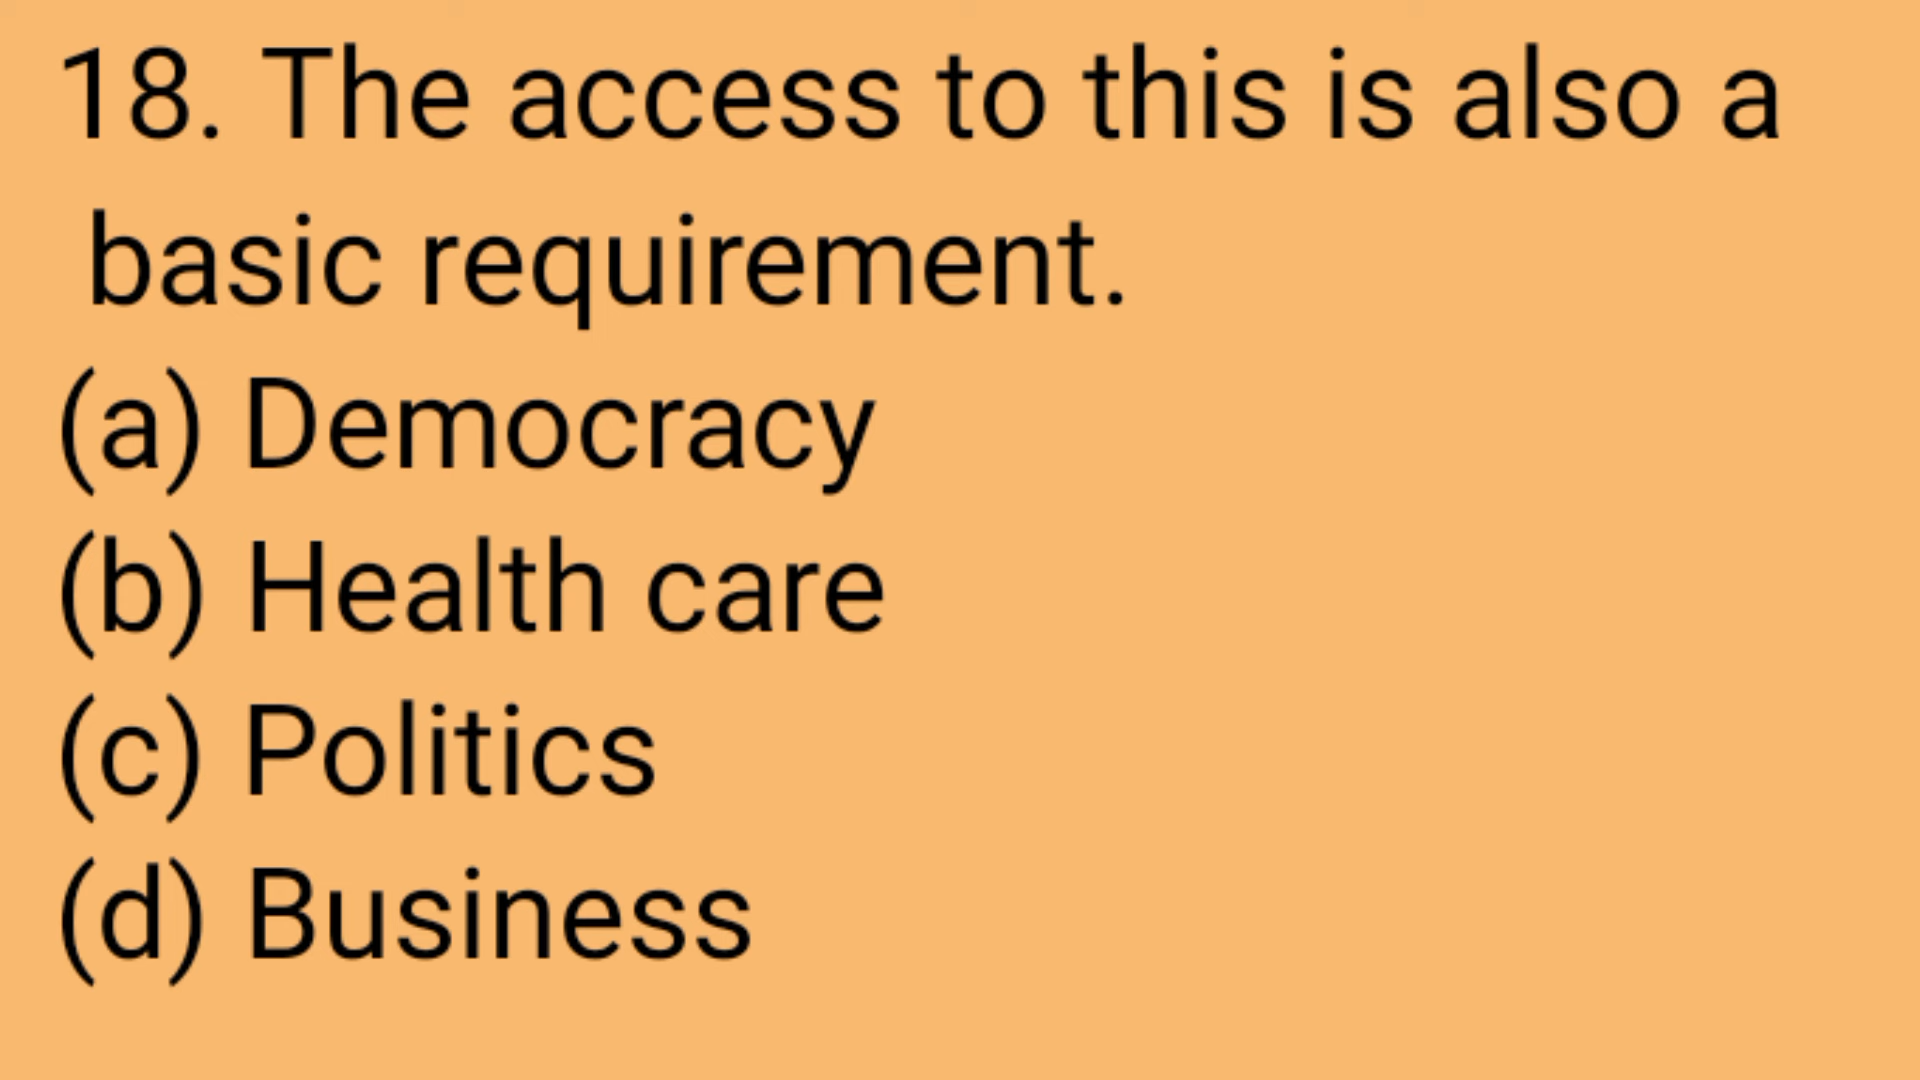 18. The access to this is also a
basic requirement.
(a) Democracy
(b) Health care
(c) Politics
(d) Business